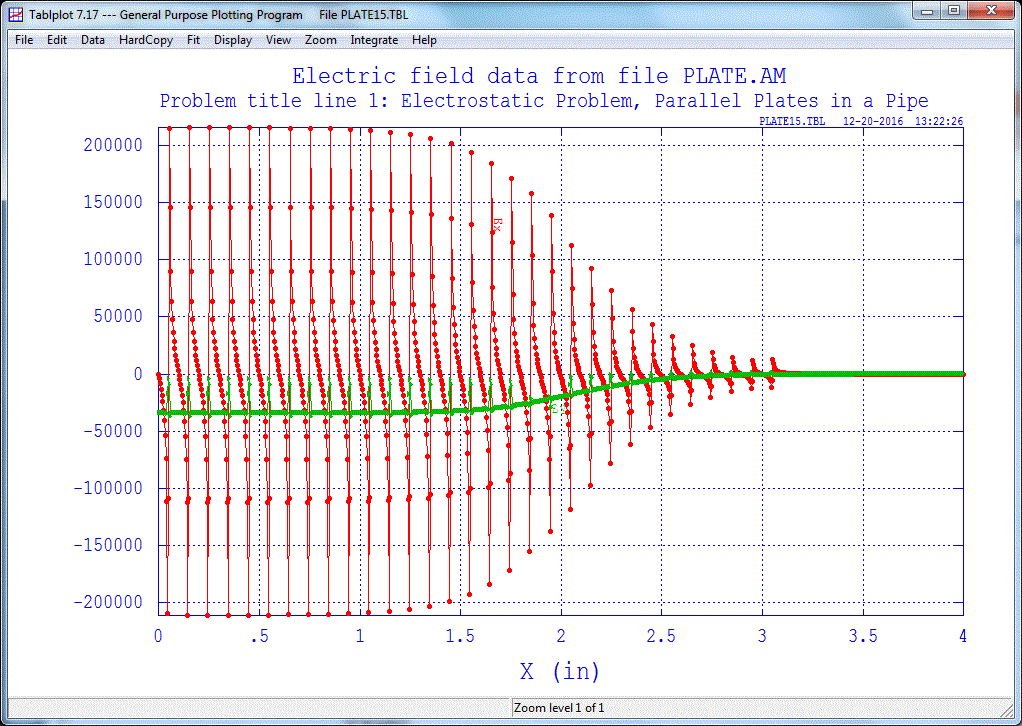 Tablplot 7.17 --- General Purpose Plotting Program File PLATE15.TBL
File Edit Data HardCopy Fit Display View Zoom Integrate Help
Electric field data from file PLATE.AM
Problem title line 1: Electrostatic Problem, Parallel Plates in a Pipe
PLATE15.TBL 12-20-2016 13:22:26
200000
150000
100000
50000
0
-50000
-100000
-150000
-200000
Ex
0 .5 1 1.5 2 2.5 3 3.5 4
X (in)
Zoom level 1 of 1